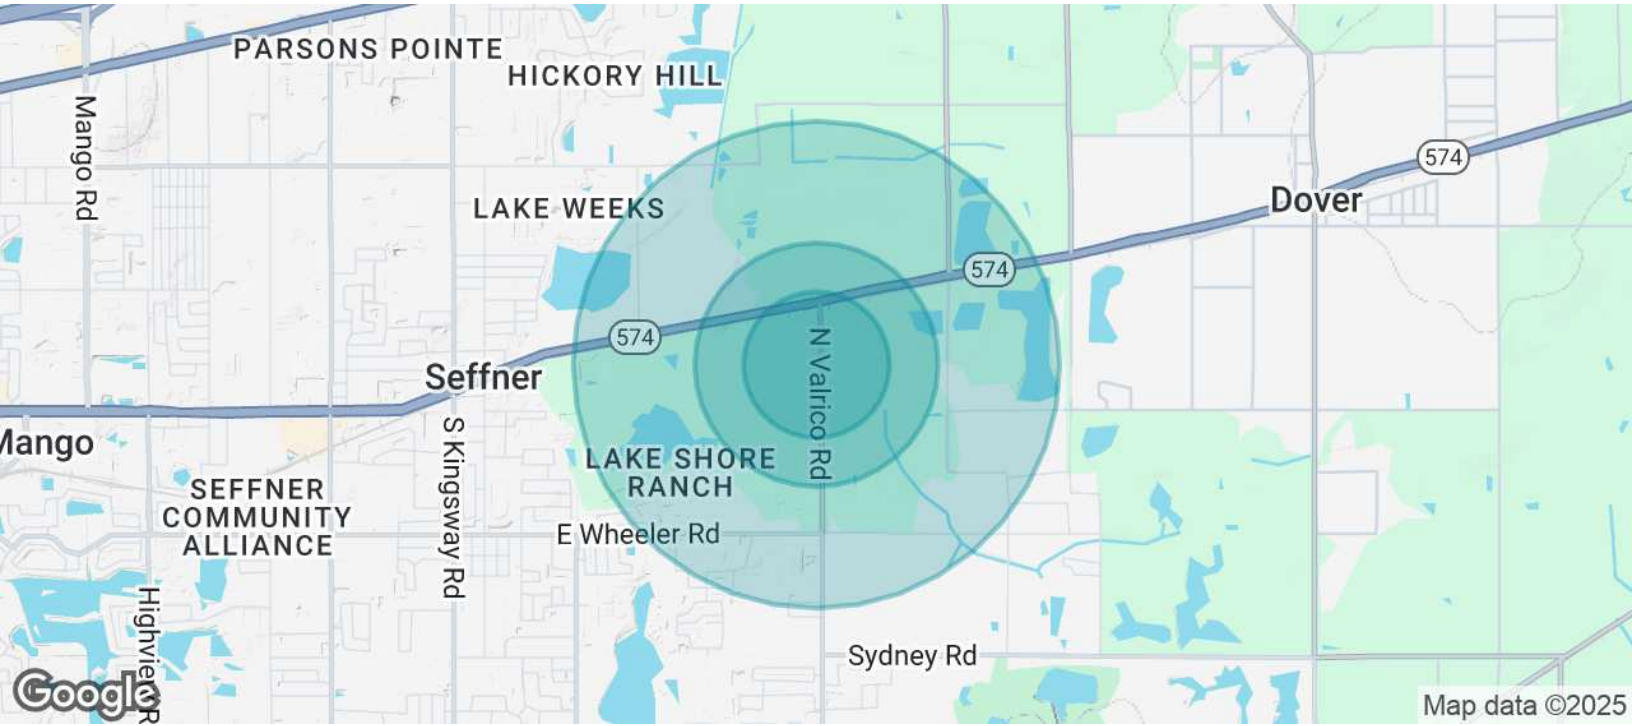 PARSONS POINTE
HICKORY HILL
Mango Rd
574
Dover
LAKE WEEKS
574
574
N Valrico Rd
Seffner
S Kingsway Rd
Mango
LAKE SHORE
RANCH
SEFFNER
COMMUNITY
ALLIANCE
E Wheeler Rd
Highview R
Sydney Rd
Google
Map data ©2025